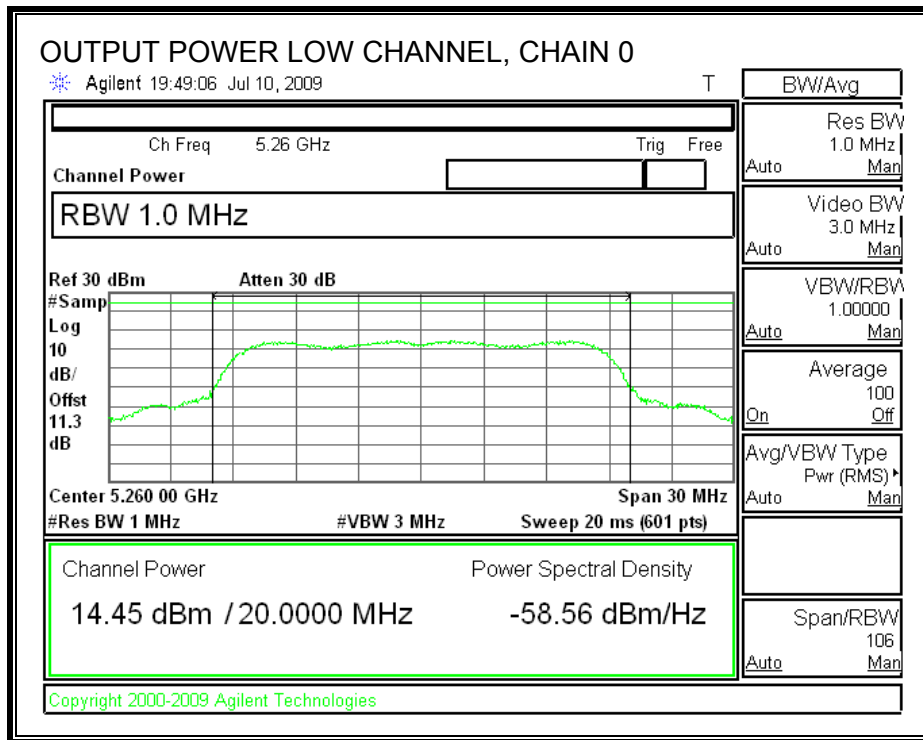 OUTPUT POWER LOW CHANNEL, CHAIN 0
Agilent 19:49:06 Jul 10, 2009 T
BW/Avg
Ch Freq 5.26 GHz Trig Free
Channel Power
RBW 1.0 MHz
Ref 30 dBm Atten 30 dB
#Samp
Log
10
dB/
Offst
11.3
dB
Center 5.260 00 GHz Span 30 MHz
#Res BW 1 MHz #VBW 3 MHz Sweep 20 ms (601 pts)
Channel Power Power Spectral Density
14.45 dBm / 20.0000 MHz -58.56 dBm/Hz
Copyright 2000-2009 Agilent Technologies
Res BW
1.0 MHz
Auto Man
Video BW
3.0 MHz
Auto Man
VBW/RBW
1.00000
Auto Man
Average
100
On Off
Avg/VBW Type
Pwr (RMS)
Auto Man
Span/RBW
106
Auto Man